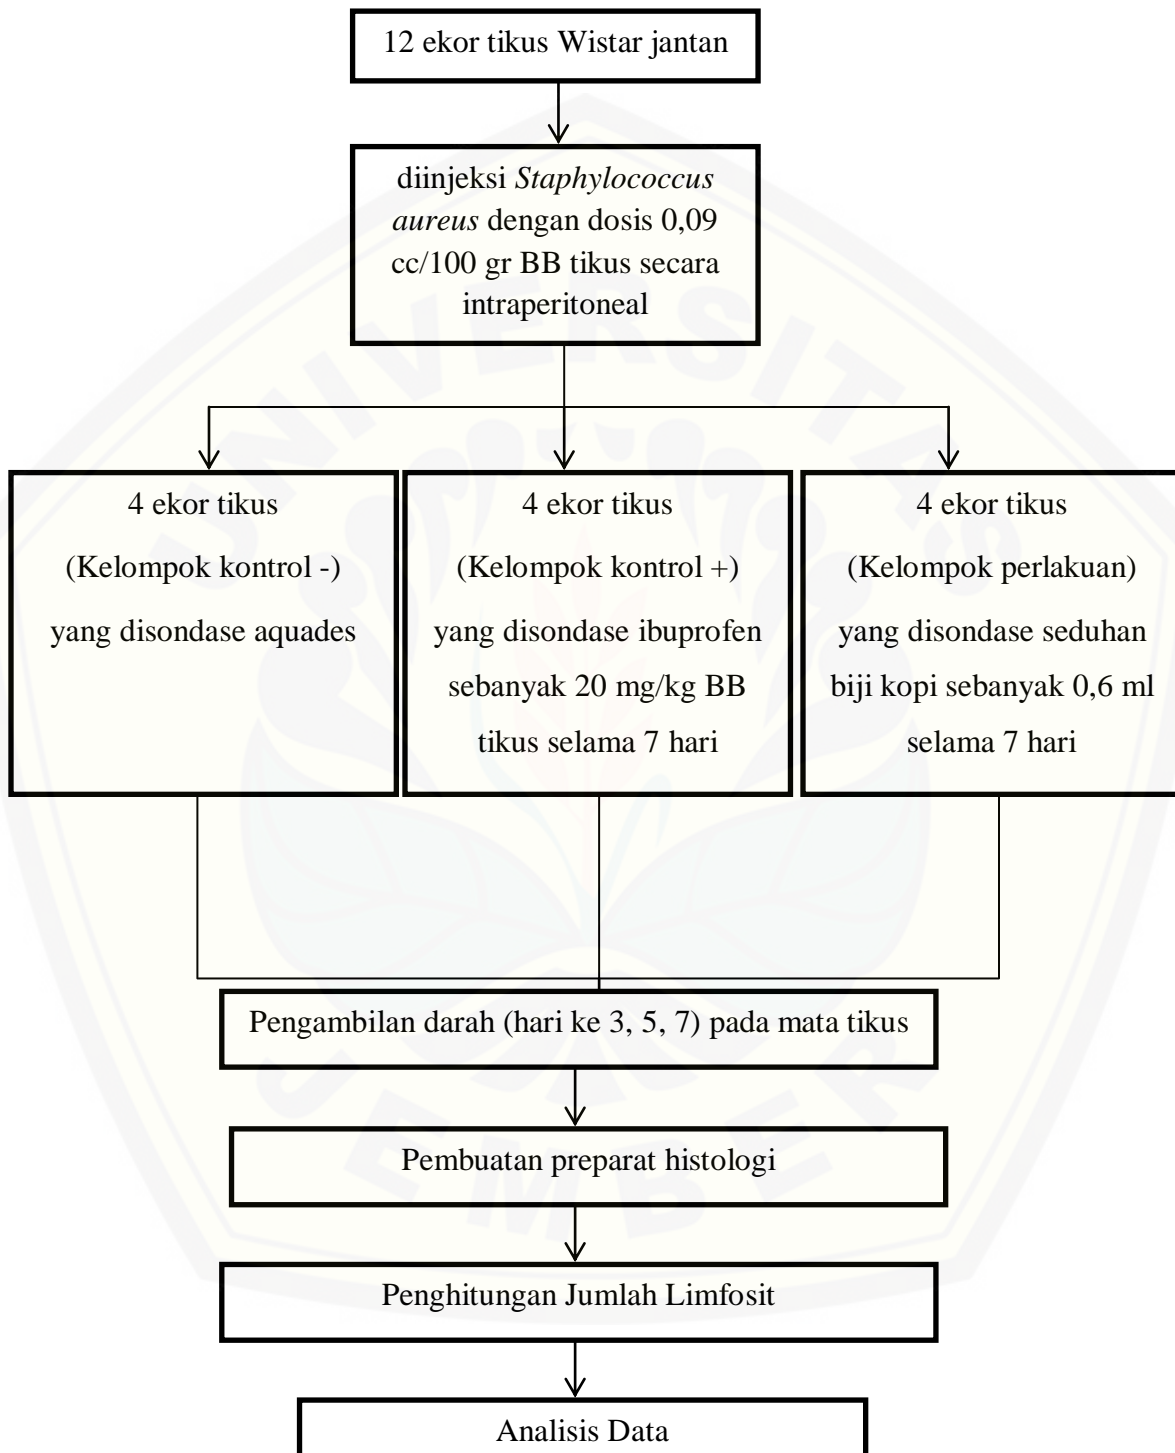 12 ekor tikus Wistar jantan
diinjeksi Staphylococcus
aureus dengan dosis 0,09
cc/100 gr BB tikus secara
intraperitoneal
4 ekor tikus
(Kelompok kontrol -)
yang disondase aquades
4 ekor tikus
(Kelompok kontrol +)
yang disondase ibuprofen
sebanyak 20 mg/kg BB
tikus selama 7 hari
4 ekor tikus
(Kelompok perlakuan)
yang disondase seduhan
biji kopi sebanyak 0,6 ml
selama 7 hari
Pengambilan darah (hari ke 3, 5, 7) pada mata tikus
Pembuatan preparat histologi
Penghitungan Jumlah Limfosit
Analisis Data
UNIVERSITAS
JEMBER